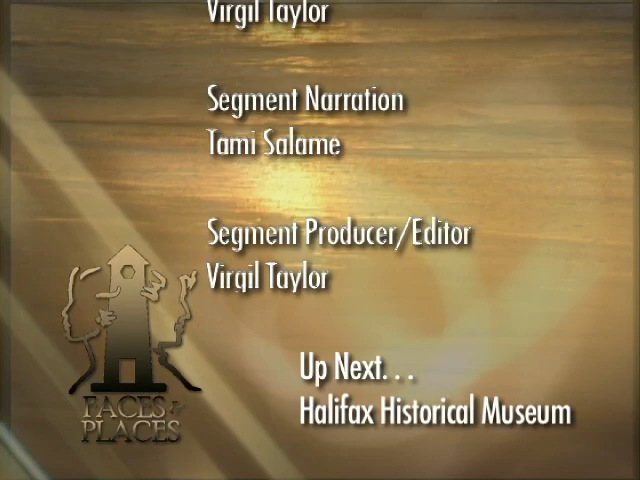 Virgil Taylor
Segment Narration
Tami Salame
Segment Producer/Editor
Virgil Taylor
Up Next...
Halifax Historical Museum
FACES &
PLACES